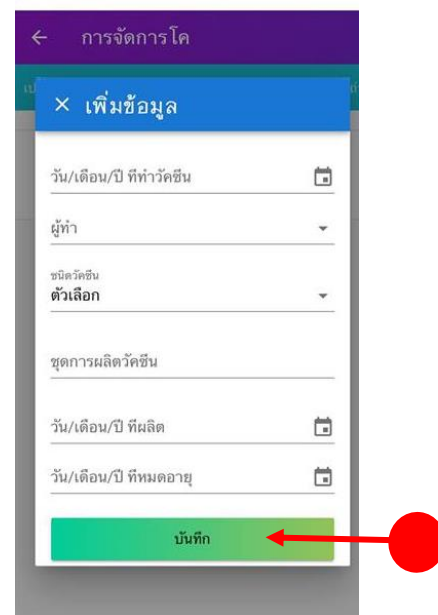 การจัดการโค
เพิ่มข้อมูล
วัน/เดือน/ปี ที่ทำวัคซีน
ผู้ทำ
ชนิดวัคซีน
ตัวเลือก
ชุดการผลิตวัคซีน
วัน/เดือน/ปี ที่ผลิต
วัน/เดือน/ปี ที่หมดอายุ
บันทึก